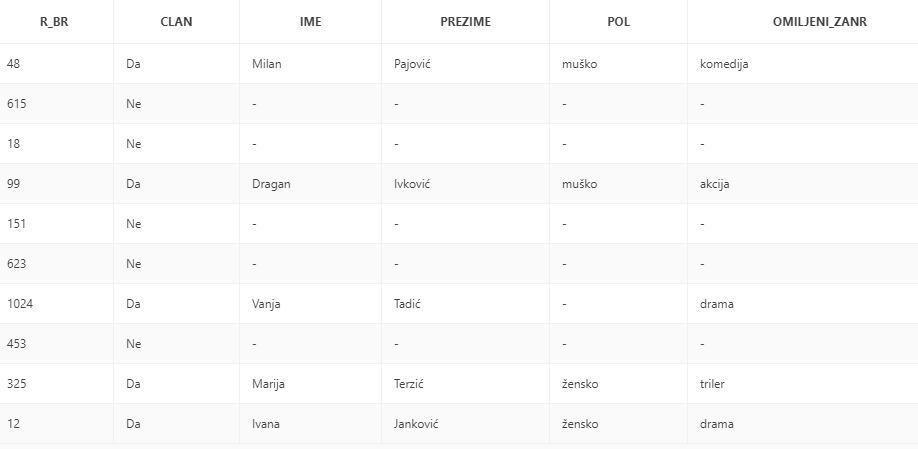 R_BR CLAN IME PREZIME POL OMILJENI_ZANR
48 Da Milan Pajović muško komedija
615 Ne - - - -
18 Ne - - - -
99 Da Dragan Ivković muško akcija
151 Ne - - - -
623 Ne - - - -
1024 Da Vanja Tadić - drama
453 Ne - - - -
325 Da Marija Terzić žensko triler
12 Da Ivana Janković žensko drama